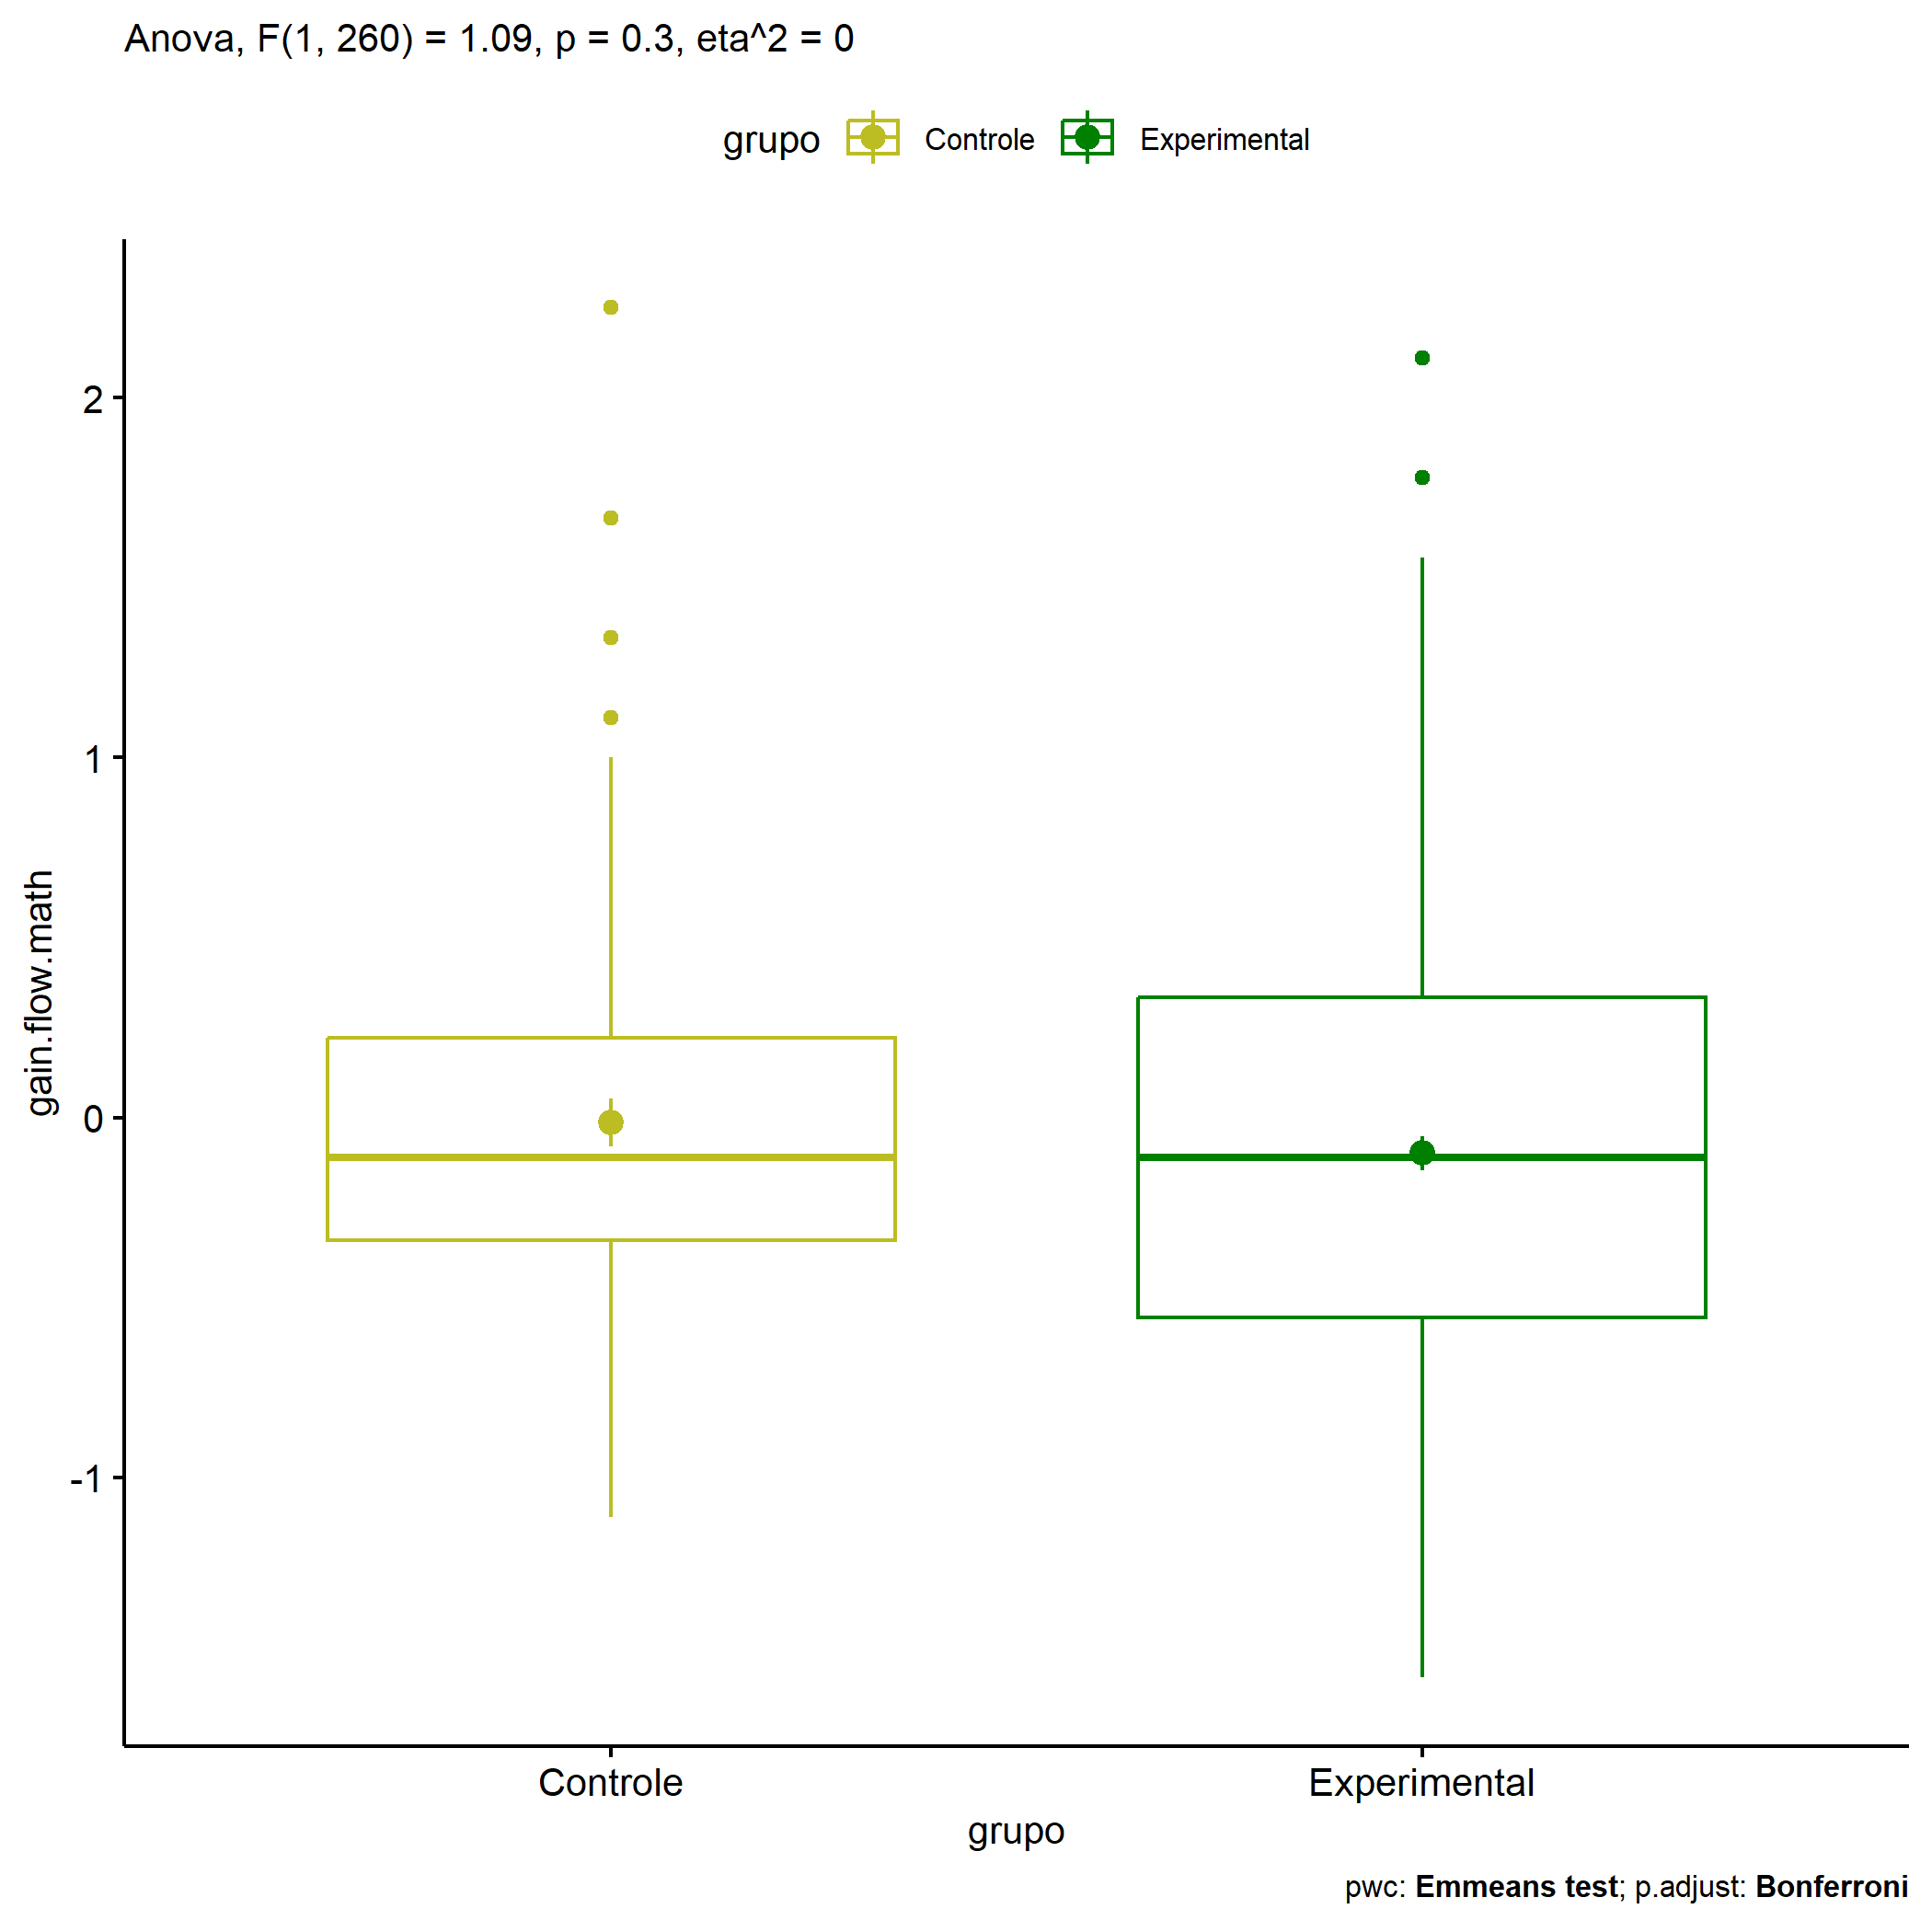 Anova, F(1, 260) = 1.09, p = 0.3, eta^2 = 0
grupo Controle Experimental
2
1
0
-1
gain.flow.math
Controle Experimental
grupo
pwc: Emmeans test; p.adjust: Bonferroni